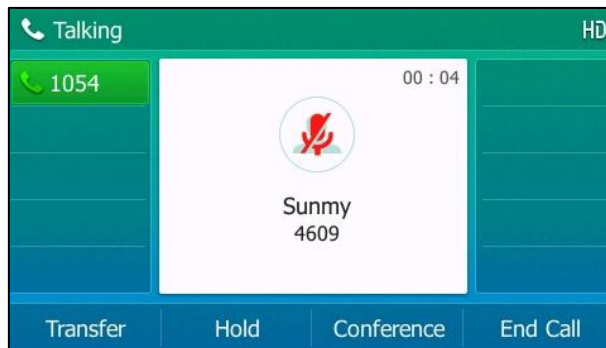 Talking HD
1054
00 : 04
Sunmy
4609
Transfer Hold Conference End Call